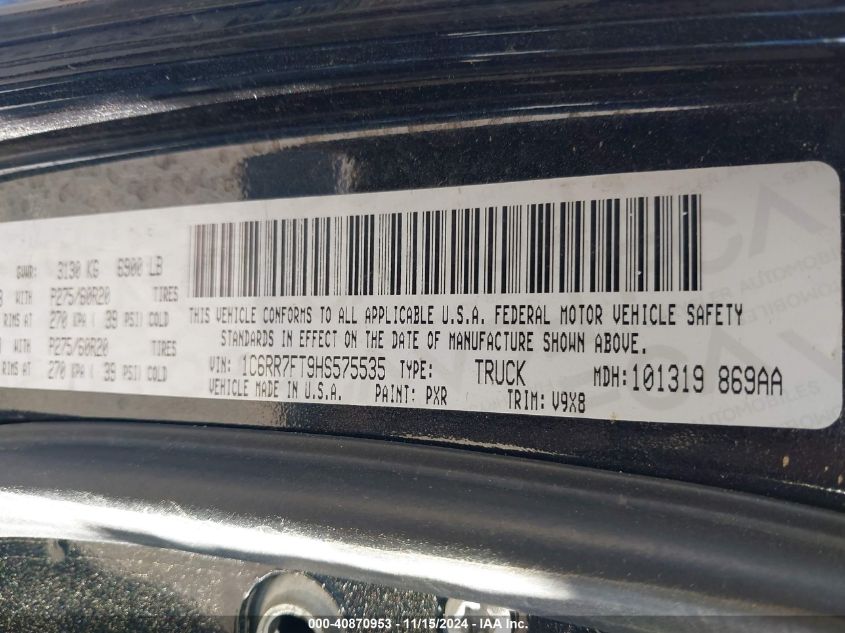 GVWR: 3130 KG 6900 LB
WITH P275/60R20 TIRES
RIMS AT 270 KPA ( 39 PSI) COLD
WITH P275/60R20 TIRES
RIMS AT 270 KPA ( 39 PSI) COLD
THIS VEHICLE CONFORMS TO ALL APPLICABLE U.S.A. FEDERAL MOTOR VEHICLE SAFETY
STANDARDS IN EFFECT ON THE DATE OF MANUFACTURE SHOWN ABOVE.
VIN: 1C6RR7FT9HS575535 TYPE: TRUCK MDH: 101319 869AA
VEHICLE MADE IN U.S.A. PAINT: PXR TRIM: V9X8
000-40870953 - 11/15/2024 - IAAI.com